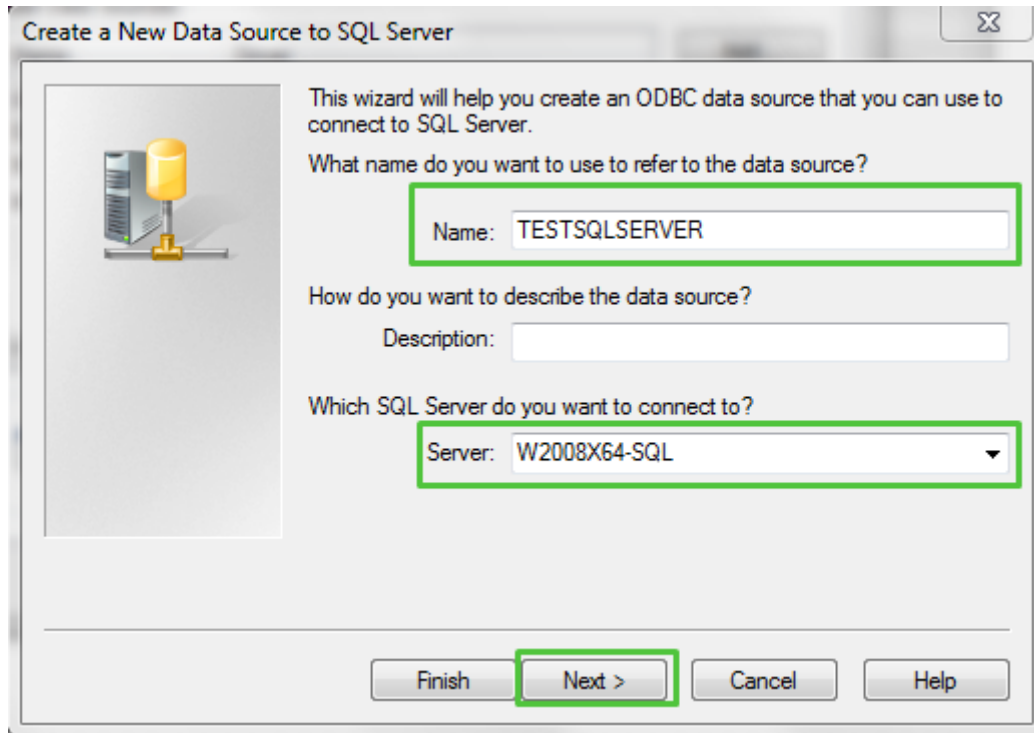 Create a New Data Source to SQL Server
This wizard will help you create an ODBC data source that you can use to
connect to SQL Server.
What name do you want to use to refer to the data source?
Name: TESTSQLSERVER
How do you want to describe the data source?
Description:
Which SQL Server do you want to connect to?
Server: W2008X64-SQL
Finish Next > Cancel Help